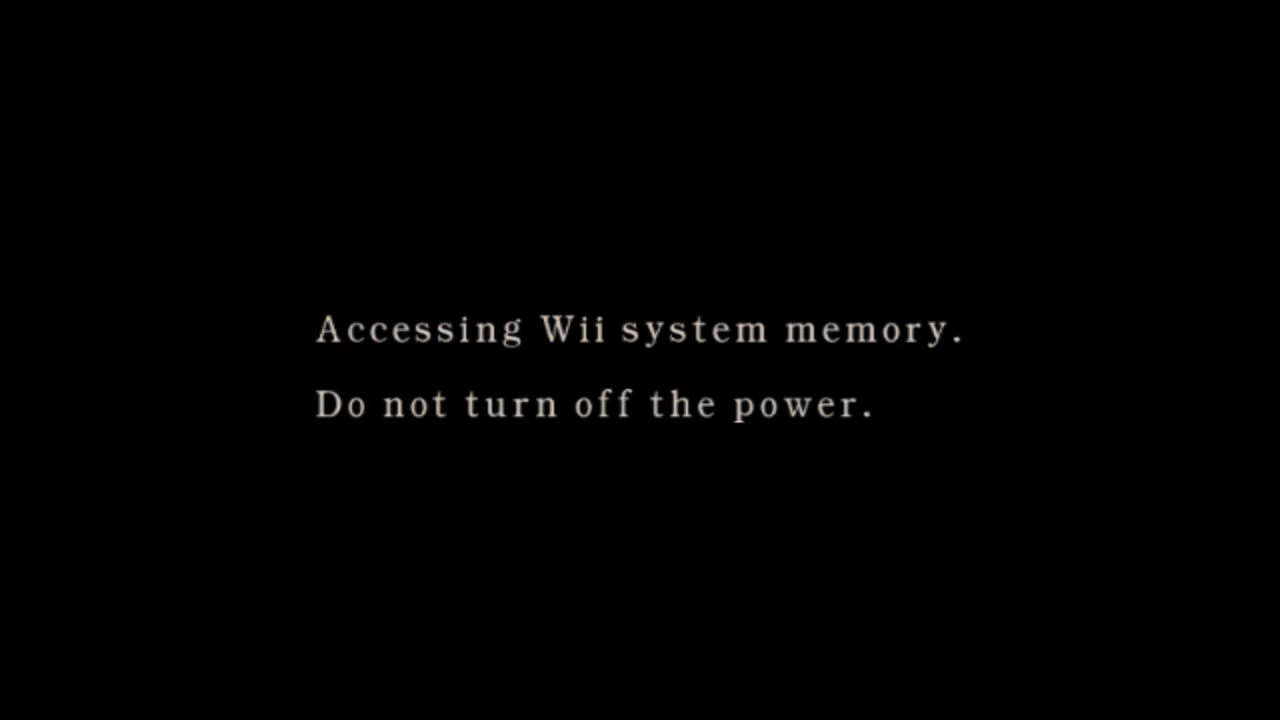 Accessing Wii system memory.
Do not turn off the power.